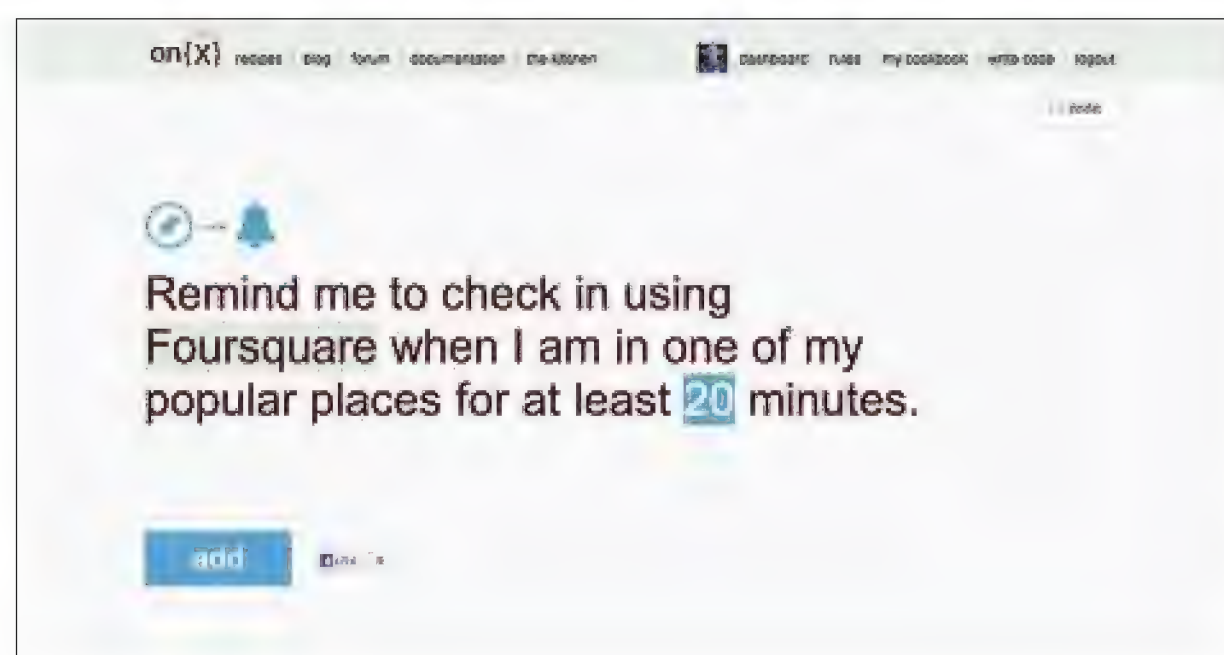 on{X} recipes blog forum documentation the kitchen dashboard rules my cookbook write code logout
code
Remind me to check in using
Foursquare when I am in one of my
popular places for at least 20 minutes.
add